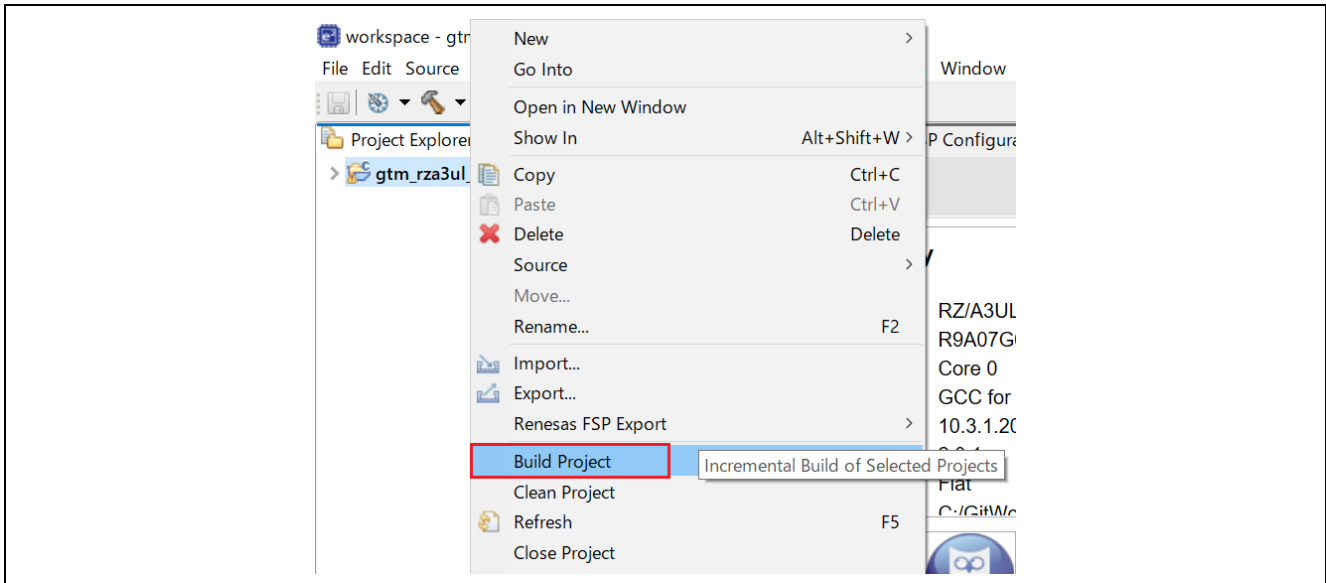 workspace - gtm
File Edit Source
Window
Project Explorer
P Configura
gtm_rza3ul_
New
Go Into
Open in New Window
Show In Alt+Shift+W
Copy Ctrl+C
Paste Ctrl+V
Delete Delete
Source
Move...
Rename... F2
Import...
Export...
Renesas FSP Export
Build Project
Incremental Build of Selected Projects
Clean Project
Refresh F5
Close Project
y
RZ/A3UL
R9A07G
Core 0
GCC for
10.3.1.20
Flat
C:/GitWo